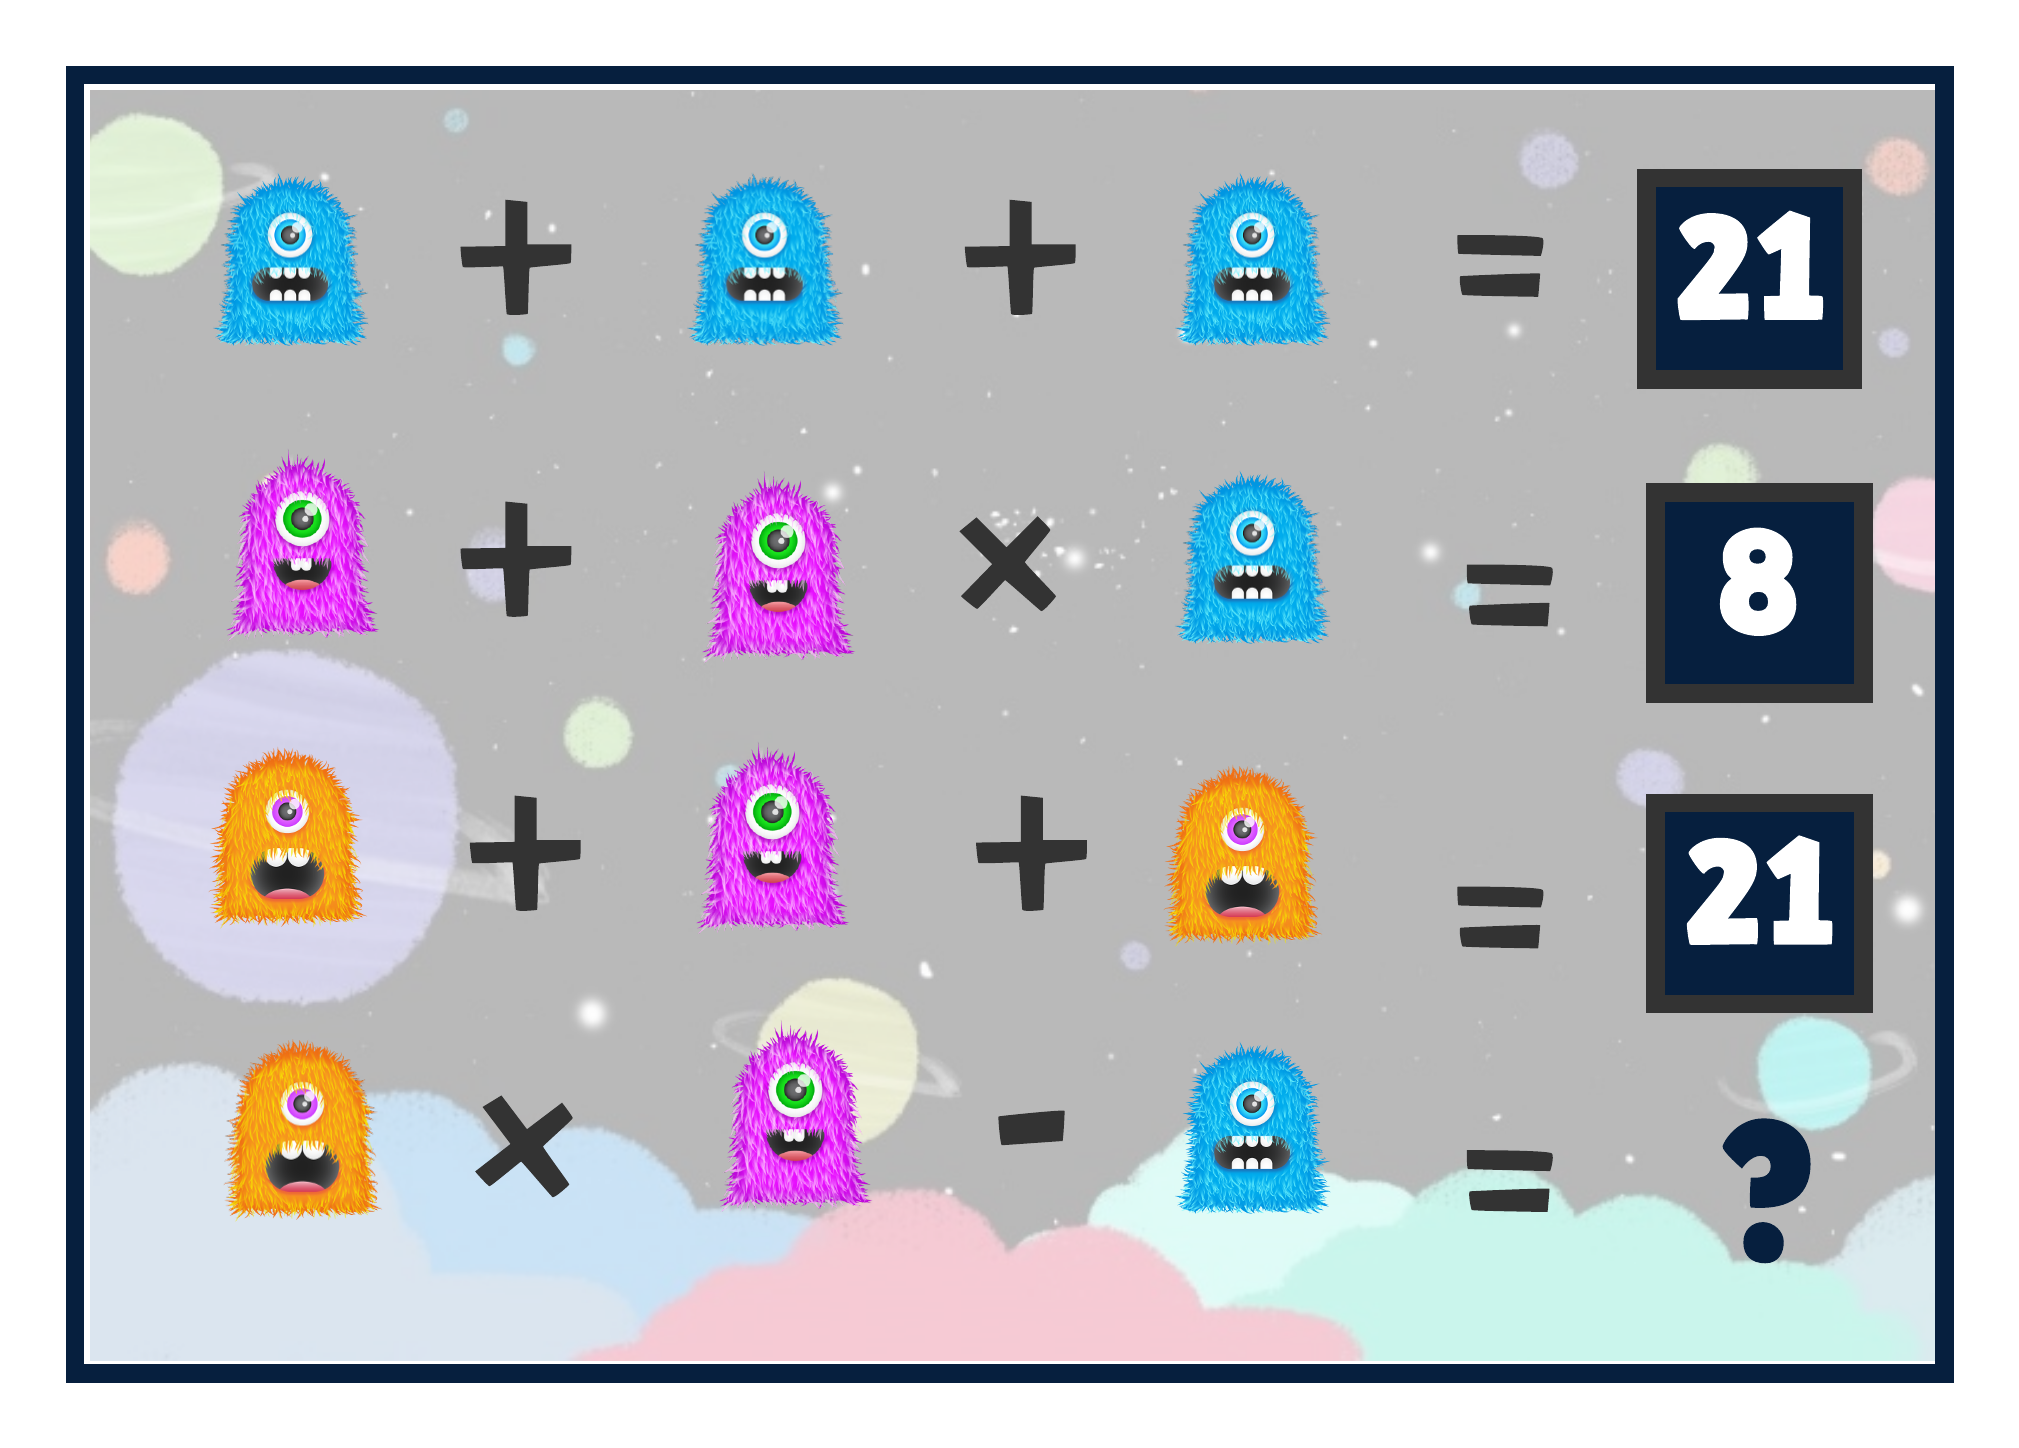 + + = 21
+ × = 8
+ + = 21
× - = ?